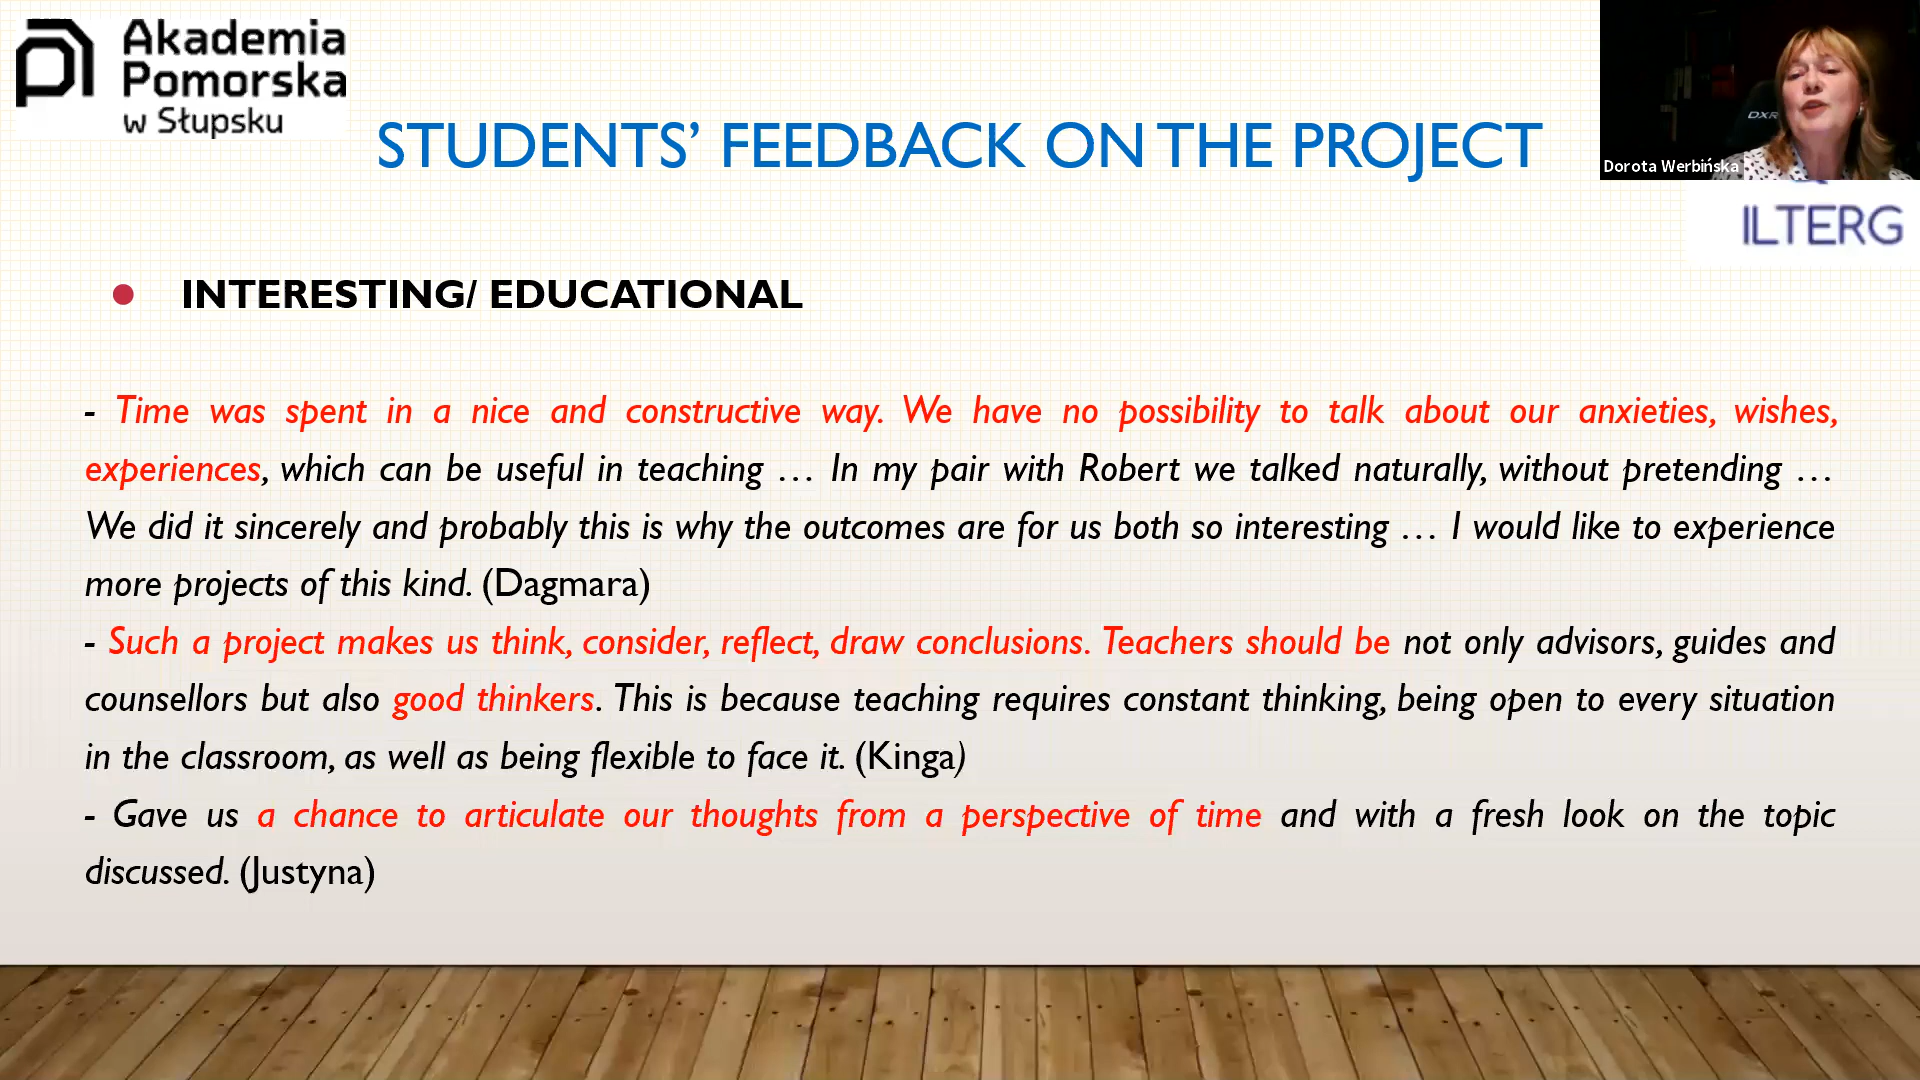 Akademia
Pomorska
w Słupsku
STUDENTS’ FEEDBACK ON THE PROJECT
DXR
Dorota Werbińska
ILTERG
● INTERESTING/ EDUCATIONAL
- Time was spent in a nice and constructive way. We have no possibility to talk about our anxieties, wishes,
experiences, which can be useful in teaching … In my pair with Robert we talked naturally, without pretending …
We did it sincerely and probably this is why the outcomes are for us both so interesting … I would like to experience
more projects of this kind. (Dagmara)
- Such a project makes us think, consider, reflect, draw conclusions. Teachers should be not only advisors, guides and
counsellors but also good thinkers. This is because teaching requires constant thinking, being open to every situation
in the classroom, as well as being flexible to face it. (Kinga)
- Gave us a chance to articulate our thoughts from a perspective of time and with a fresh look on the topic
discussed. (Justyna)